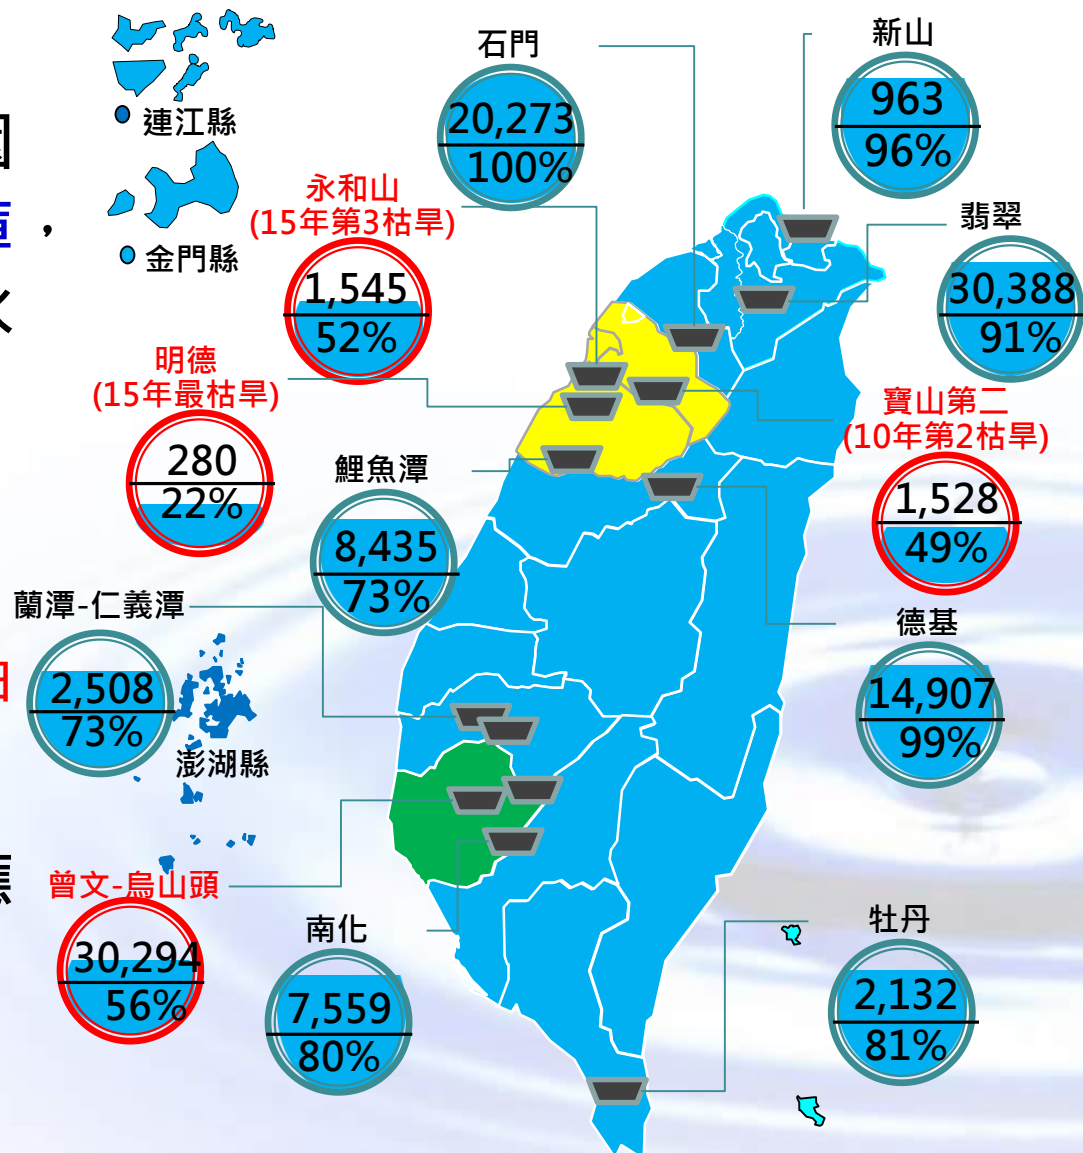 連江縣
金門縣
石門
20,273
100%
新山
963
96%
永和山
(15年第3枯旱)
1,545
52%
翡翠
30,388
91%
明德
(15年最枯旱)
280
22%
鯉魚潭
8,435
73%
寶山第二
(10年第2枯旱)
1,528
49%
蘭潭-仁義潭
2,508
73%
澎湖縣
德基
14,907
99%
曾文-烏山頭
30,294
56%
南化
7,559
80%
牡丹
2,132
81%
，